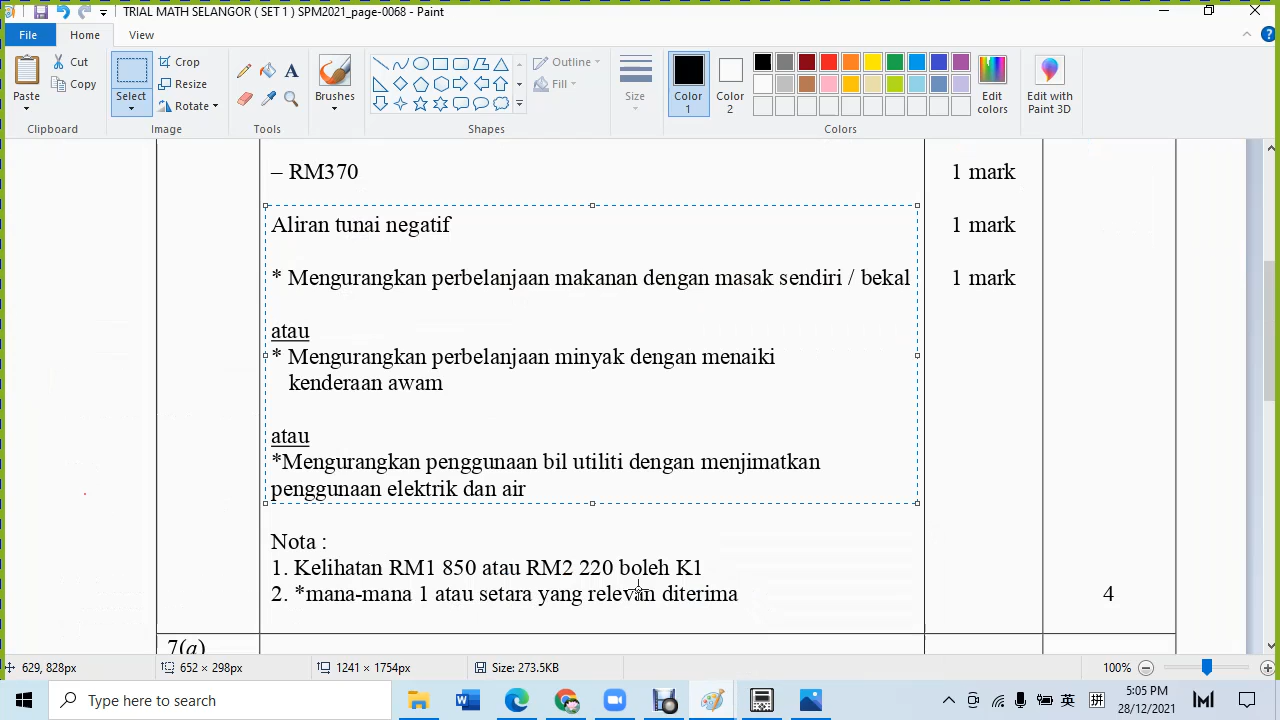 TRIAL MATH SELANGOR ( SET 1 ) SPM2021_page-0068 - Paint
File
Home
View
Paste
Cut
Copy
Clipboard
Select
Crop
Resize
Rotate
Image
A
Tools
Brushes
Outline
Fill
Shapes
Size
Color
1
Color
2
Edit
colors
Edit with
Paint 3D
Colors
– RM370
1 mark
Aliran tunai negatif
1 mark
* Mengurangkan perbelanjaan makanan dengan masak sendiri / bekal
1 mark
atau
* Mengurangkan perbelanjaan minyak dengan menaiki
kenderaan awam
atau
*Mengurangkan penggunaan bil utiliti dengan menjimatkan
penggunaan elektrik dan air
Nota :
1. Kelihatan RM1 850 atau RM2 220 boleh K1
2. *mana-mana 1 atau setara yang relevan diterima
4
7(a)
629, 828px
652 × 298px
1241 × 1754px
Size: 273.5KB
100%
Type here to search
英
拼
5:05 PM
28/12/2021